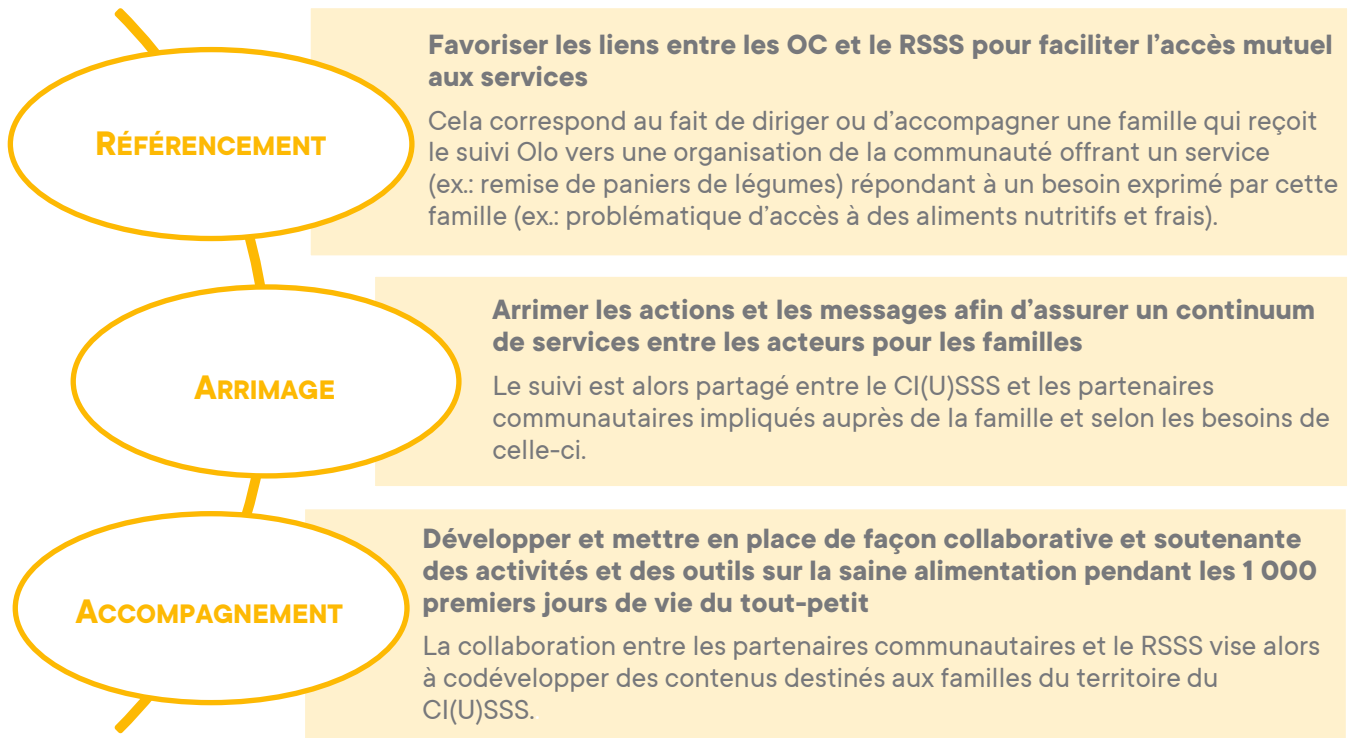 RÉFÉRENCEMENT
Favoriser les liens entre les OC et le RSSS pour faciliter l’accès mutuel
aux services
Cela correspond au fait de diriger ou d’accompagner une famille qui reçoit
le suivi Olo vers une organisation de la communauté offrant un service
(ex.: remise de paniers de légumes) répondant à un besoin exprimé par cette
famille (ex.: problématique d’accès à des aliments nutritifs et frais).
ARRIMAGE
Arrimer les actions et les messages afin d’assurer un continuum
de services entre les acteurs pour les familles
Le suivi est alors partagé entre le CI(U)SSS et les partenaires
communautaires impliqués auprès de la famille et selon les besoins de
celle-ci.
ACCOMPAGNEMENT
Développer et mettre en place de façon collaborative et soutenante
des activités et des outils sur la saine alimentation pendant les 1 000
premiers jours de vie du tout-petit
La collaboration entre les partenaires communautaires et le RSSS vise alors
à codévelopper des contenus destinés aux familles du territoire du
CI(U)SSS.